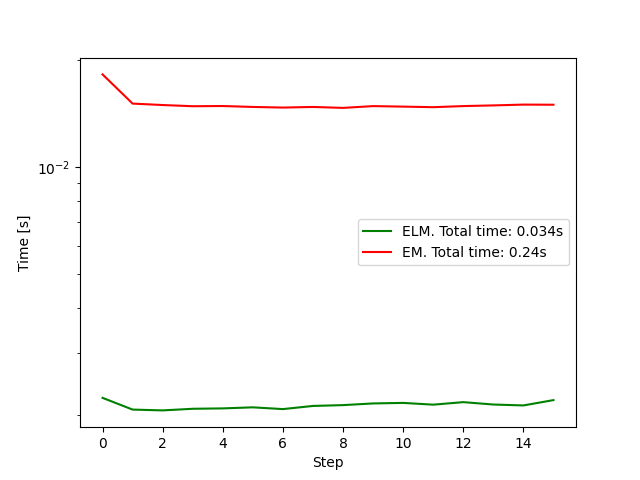 10⁻²
Time [s]
ELM. Total time: 0.034s
EM. Total time: 0.24s
0 2 4 6 8 10 12 14
Step